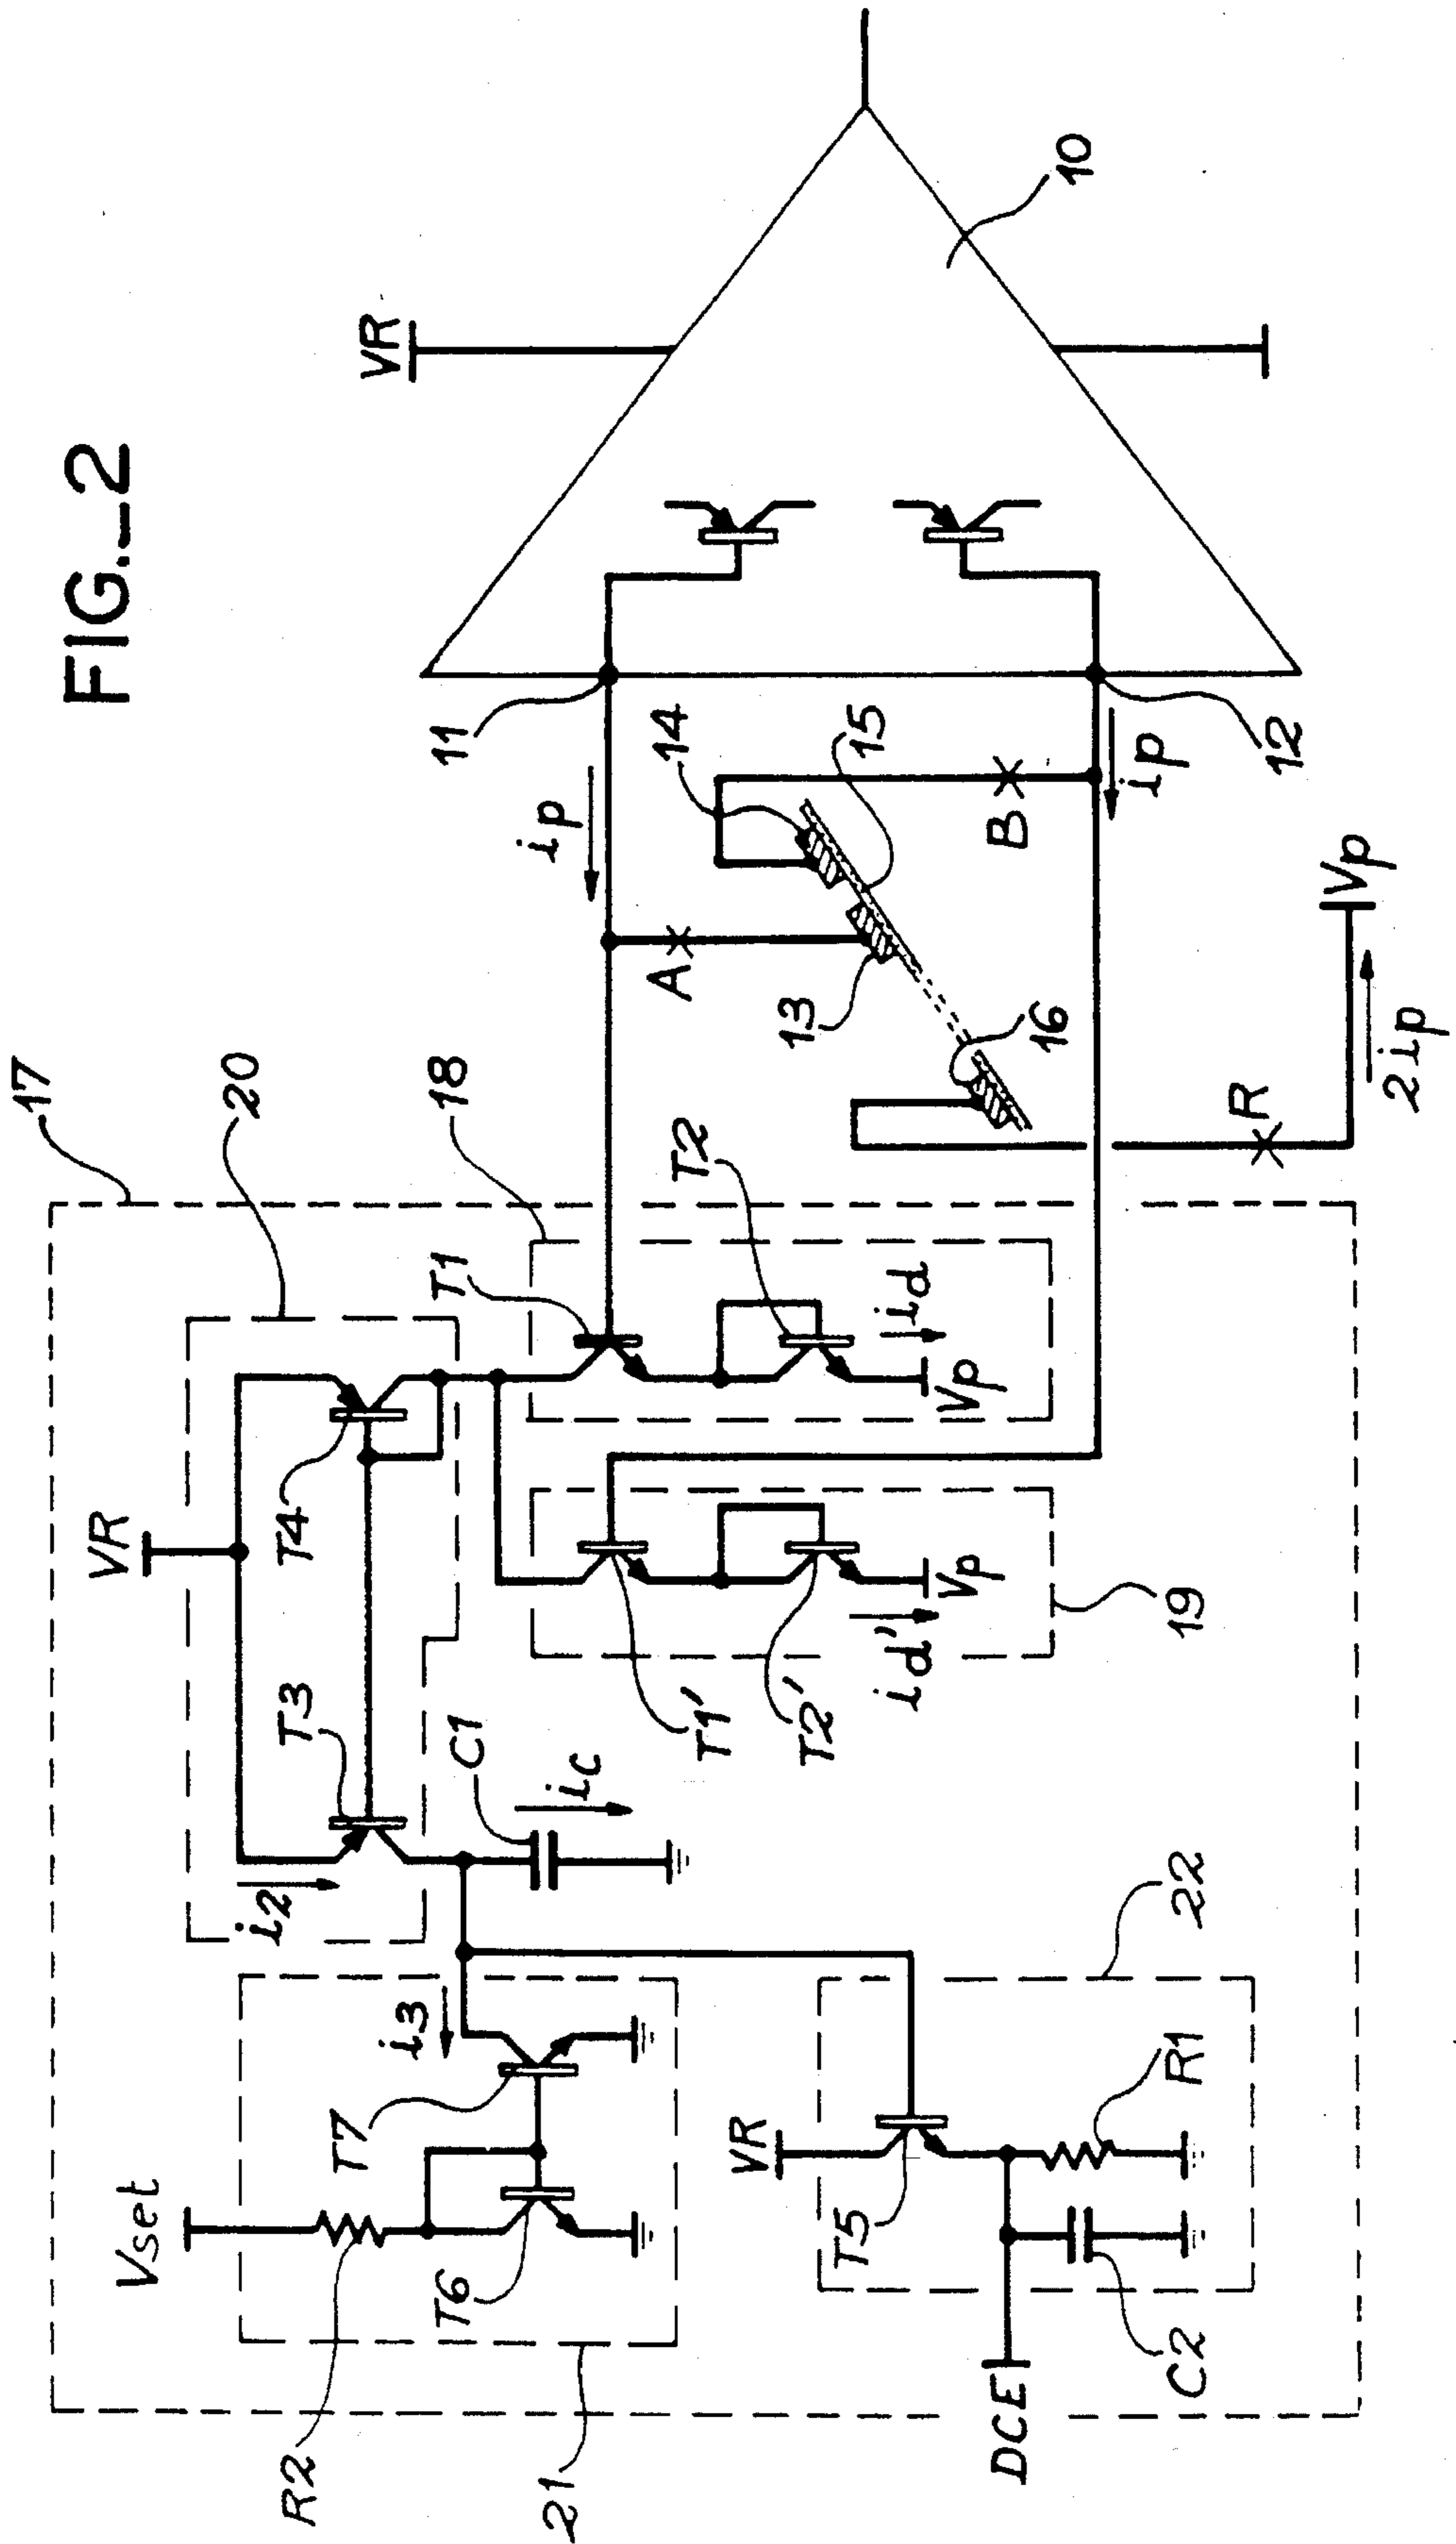 FIG._2
17
20
VR
VR
Vset
R2
T7
i3
i2
T3
T4
T1
18
ip
11
10
T6
21
C1
ic
T1'
T2'
id'
Vp
T2
id
Vp
A
13
14
15
16
B
ip
12
19
22
VR
T5
R1
C2
DCE
R
2ip
Vp